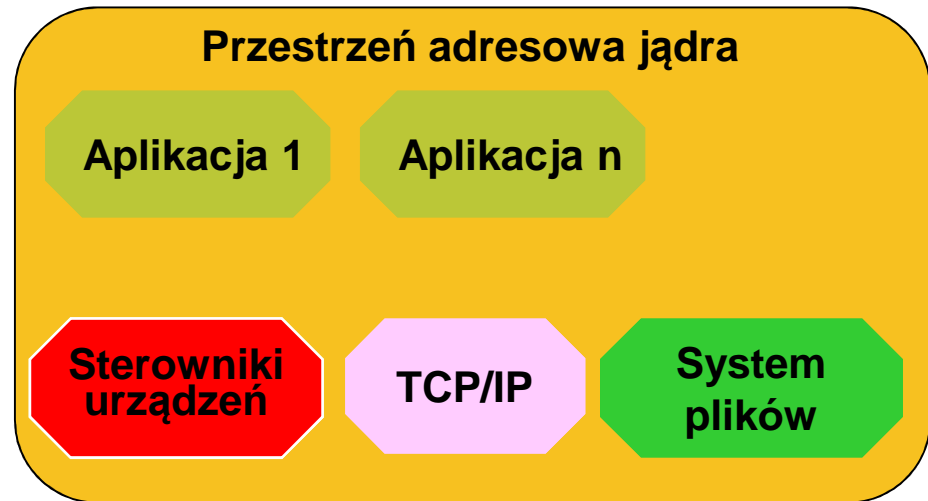 Przestrzeń adresowa jądra
Aplikacja 1
Aplikacja n
Sterowniki
urządzeń
TCP/IP
System
plików